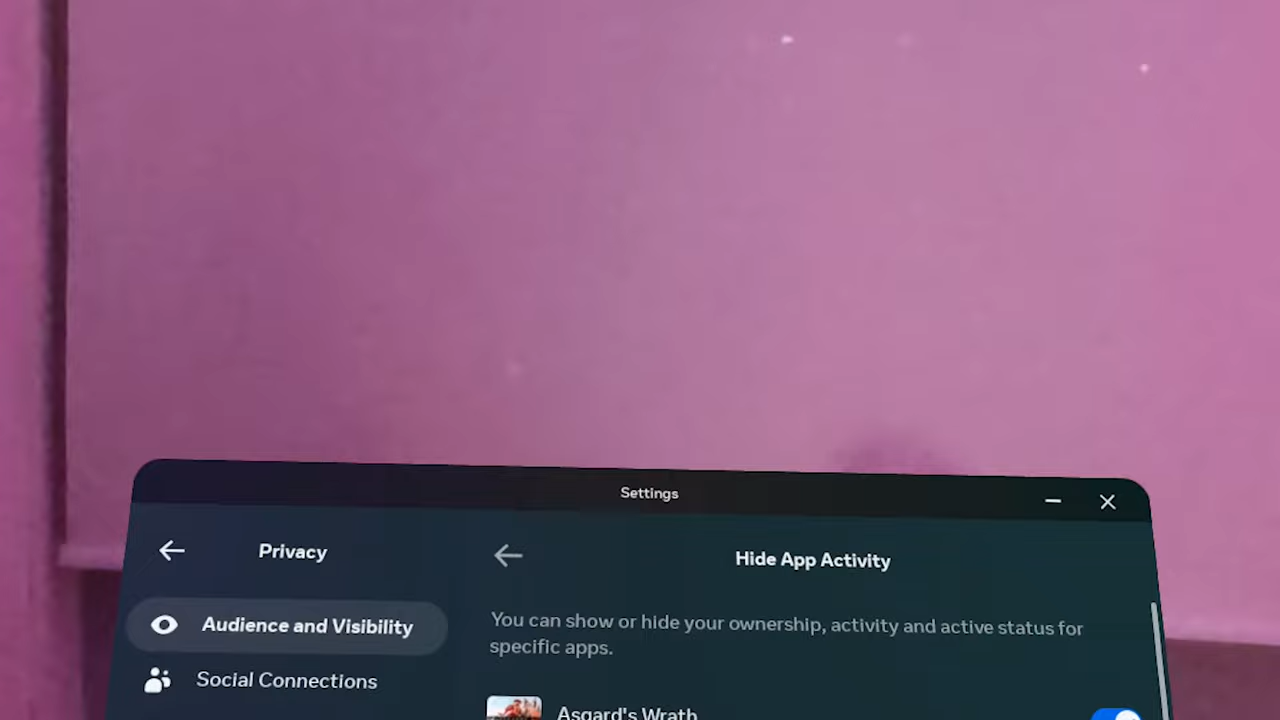 Settings
Privacy
Hide App Activity
Audience and Visibility
You can show or hide your ownership, activity and active status for
specific apps.
Social Connections
Asgard's Wrath